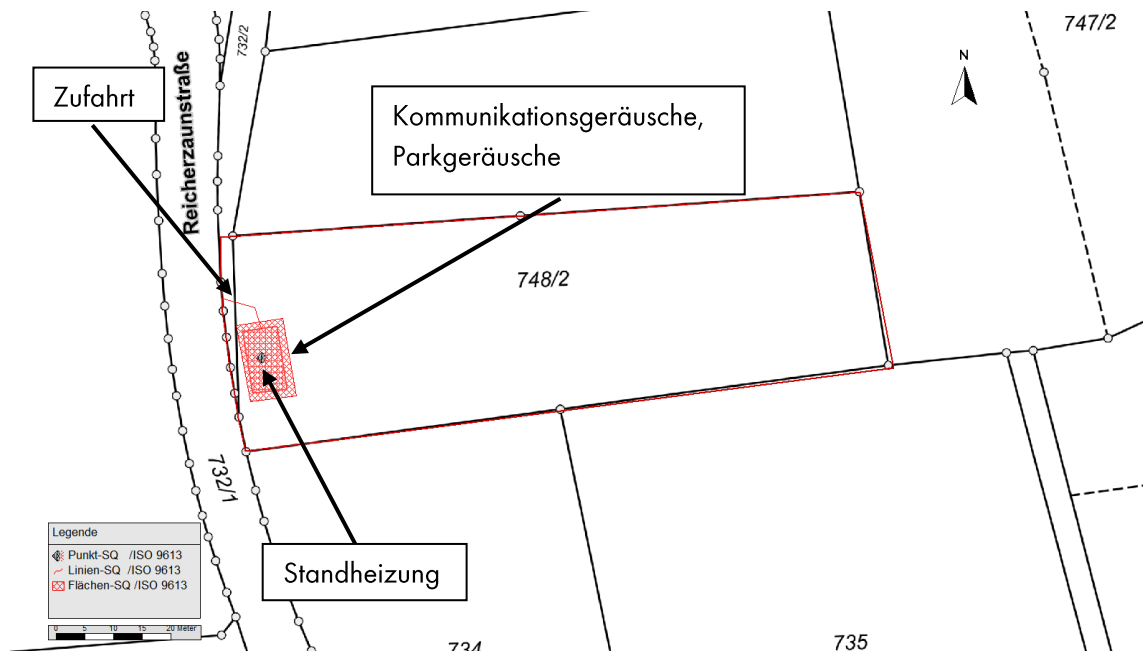 732/2
747/2
Reicherzaunstraße
Zufahrt
N
Kommunikationsgeräusche,
Parkgeräusche
748/2
732/1
Legende
Punkt-SQ /ISO 9613
Linien-SQ /ISO 9613
Flächen-SQ /ISO 9613
0 5 10 15 20 Meter
Standheizung
734
735